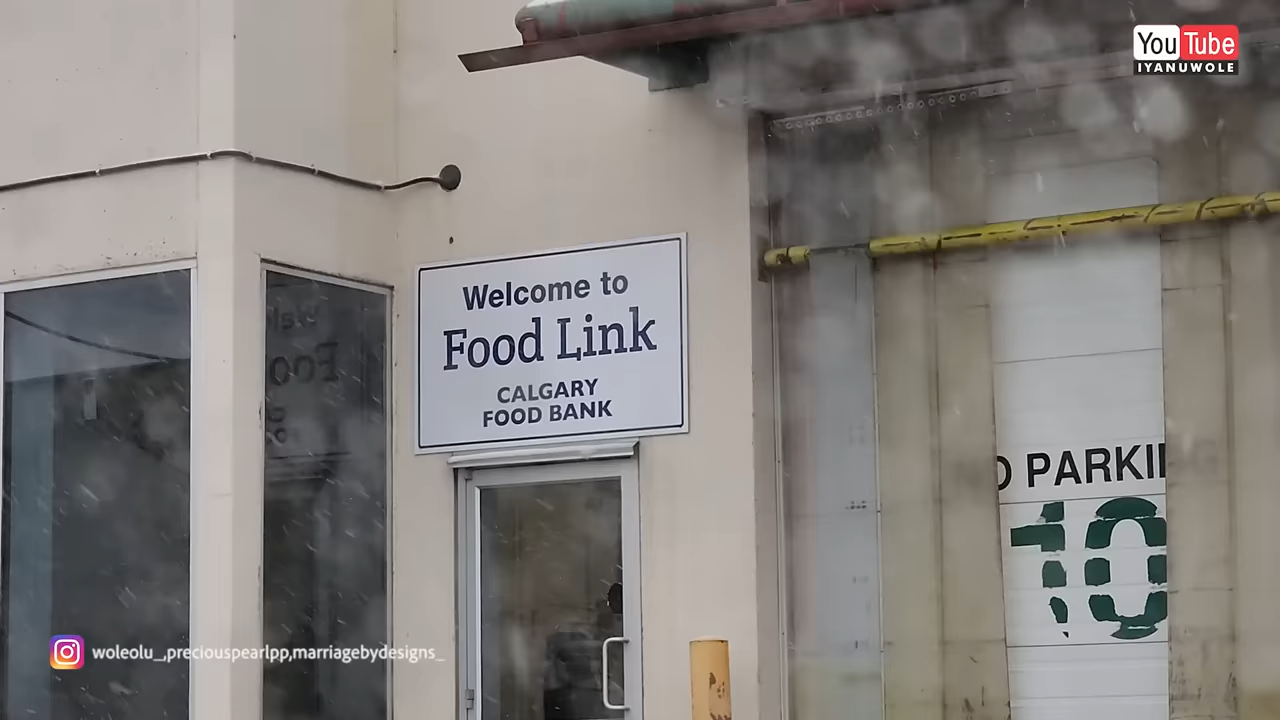 YouTube
IYANUWOLE
Welcome to
Food Link
CALGARY
FOOD BANK
O PARKI
10
woleolu_,preciouspearlpp,marriagebydesigns_